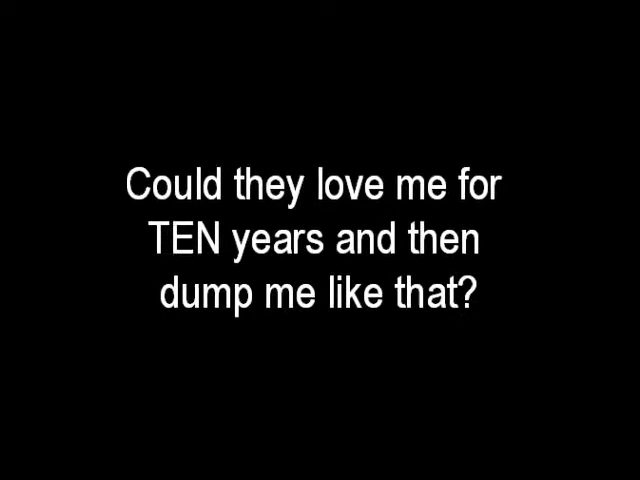 Could they love me for
TEN years and then
dump me like that?